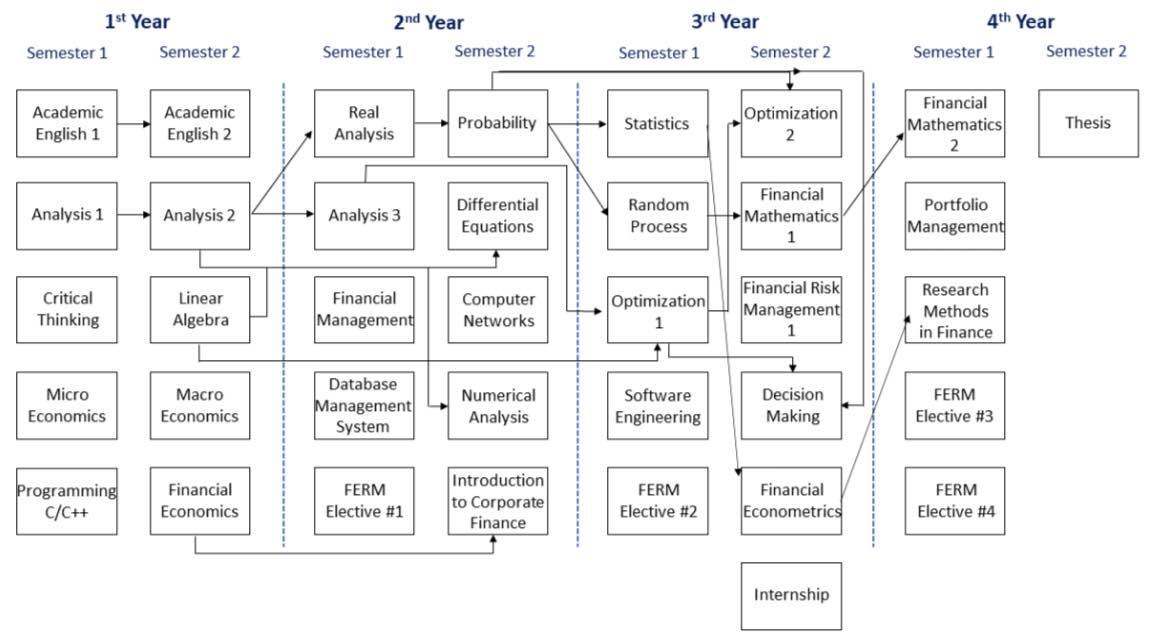 1st Year
2nd Year
3rd Year
4th Year
Semester 1
Semester 2
Semester 1
Semester 2
Semester 1
Semester 2
Semester 1
Semester 2
Academic
English 1
Academic
English 2
Real
Analysis
Probability
Statistics
Optimization
2
Financial
Mathematics
2
Thesis
Analysis 1
Analysis 2
Analysis 3
Differential
Equations
Random
Process
Financial
Mathematics
1
Portfolio
Management
Critical
Thinking
Linear
Algebra
Financial
Management
Computer
Networks
Optimization
1
Financial Risk
Management
1
Research
Methods
in Finance
Micro
Economics
Macro
Economics
Database
Management
System
Numerical
Analysis
Software
Engineering
Decision
Making
FERM
Elective #3
Programming
C/C++
Financial
Economics
FERM
Elective #1
Introduction
to Corporate
Finance
FERM
Elective #2
Financial
Econometrics
FERM
Elective #4
Internship